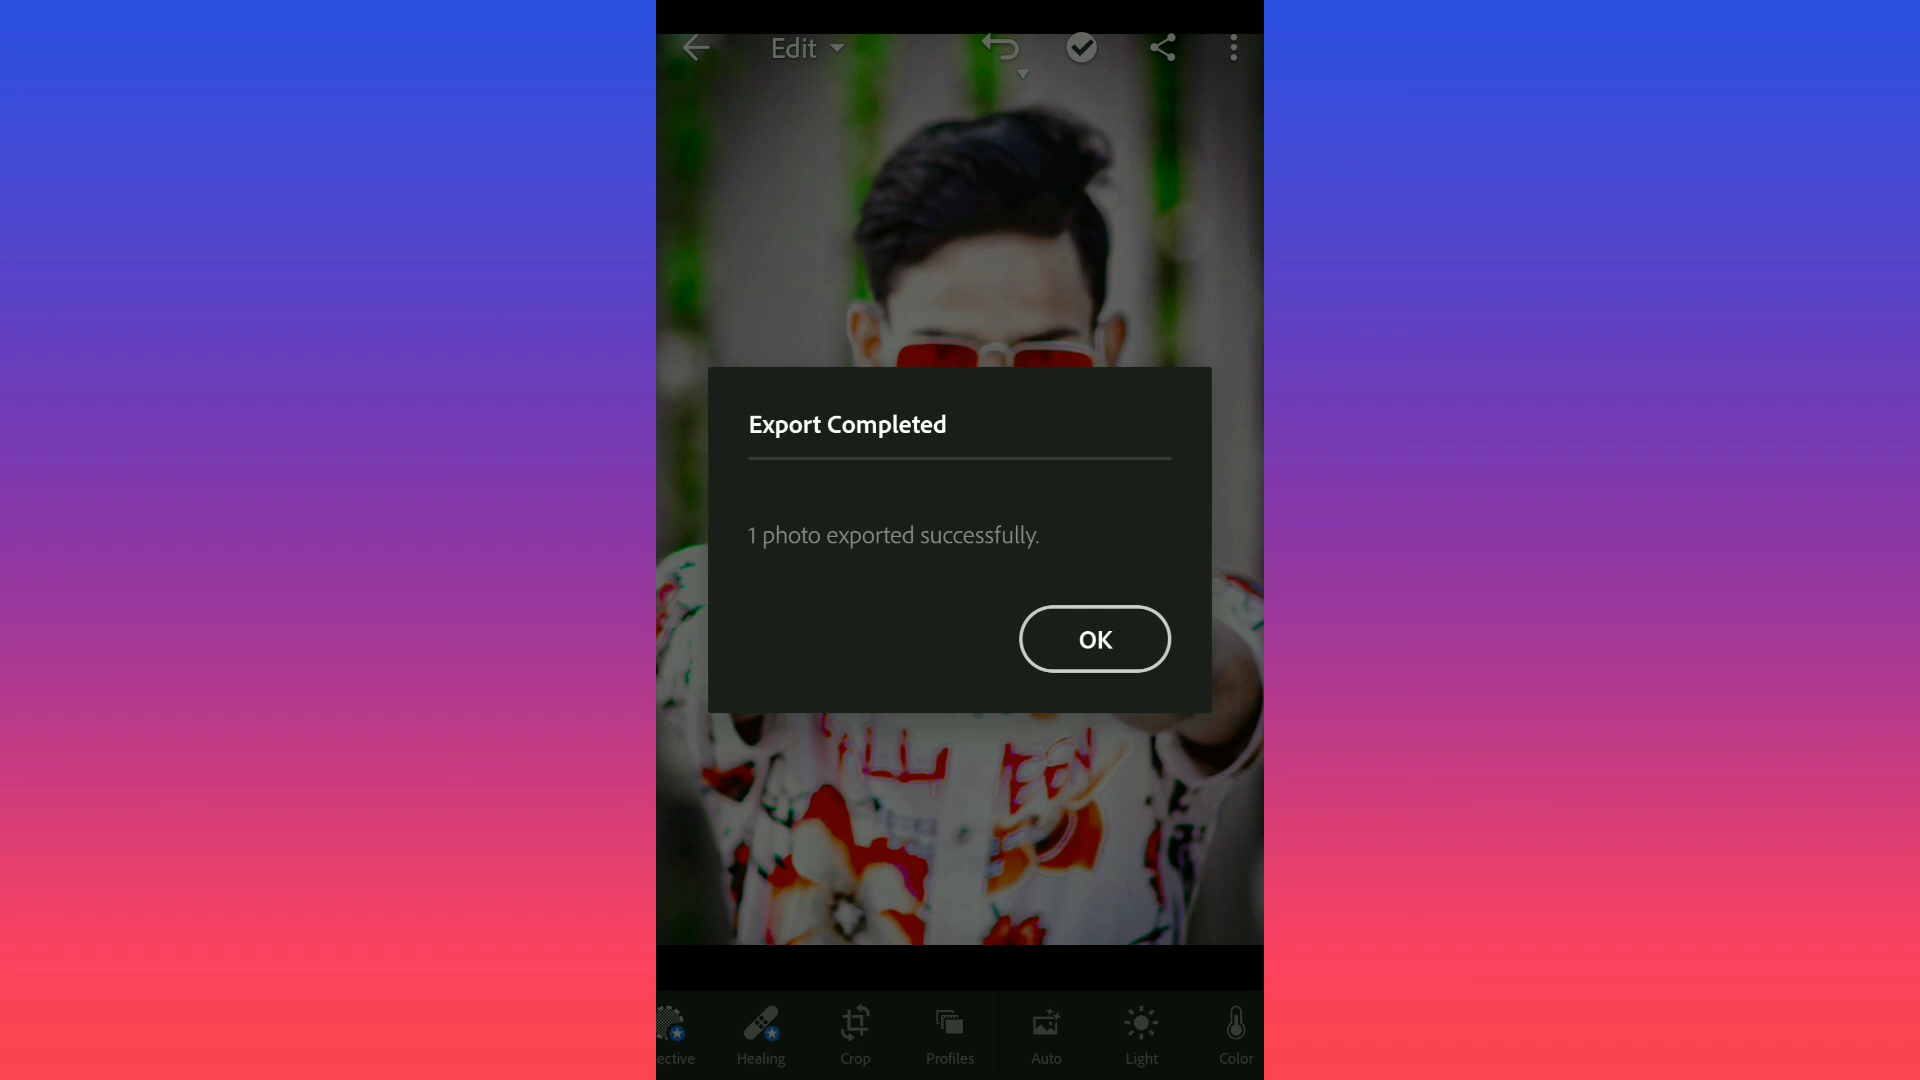 Edit
Export Completed
1 photo exported successfully.
OK
ective
Healing
Crop
Profiles
Auto
Light
Color